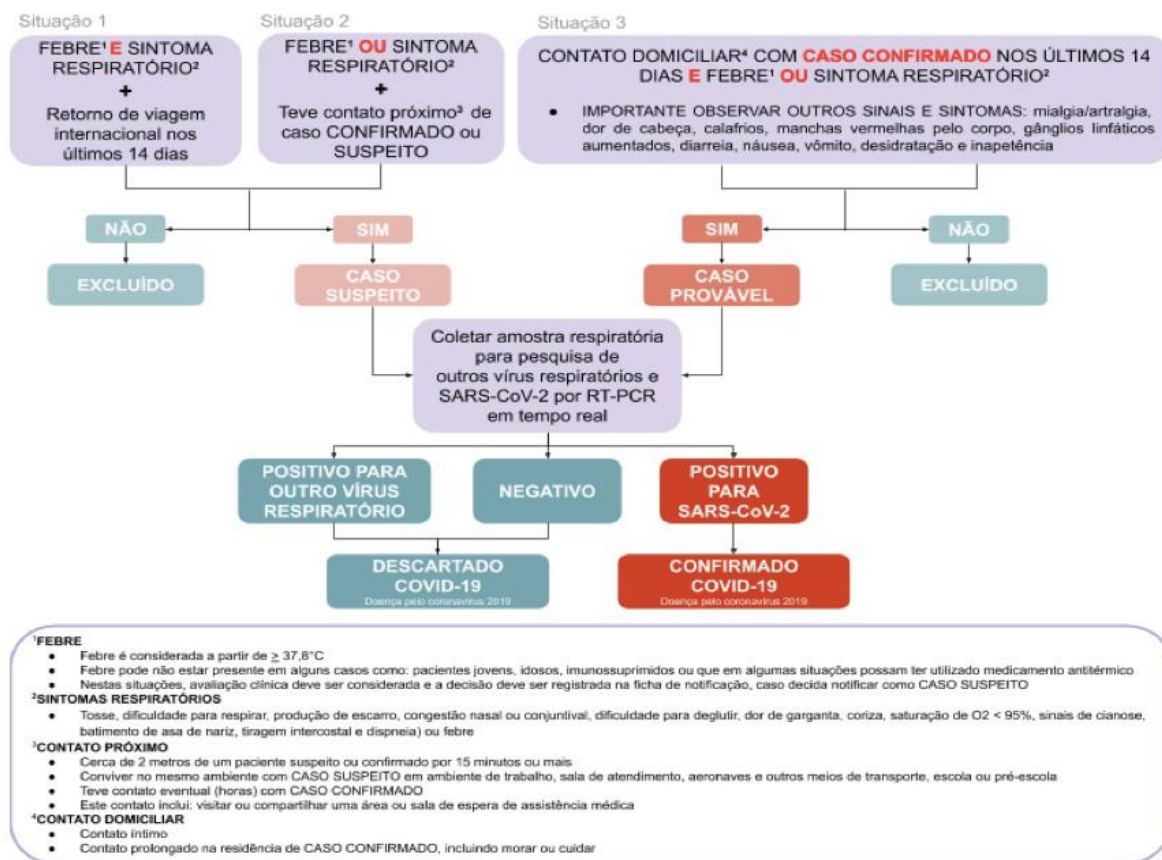 Situação 1
FEBRE¹ E SINTOMA
RESPIRATÓRIO²
+
Retorno de viagem
internacional nos
últimos 14 dias
Situação 2
FEBRE¹ OU SINTOMA
RESPIRATÓRIO²
+
Teve contato próximo³ de
caso CONFIRMADO ou
SUSPEITO
Situação 3
CONTATO DOMICILIAR⁴ COM CASO CONFIRMADO NOS ÚLTIMOS 14
DIAS E FEBRE¹ OU SINTOMA RESPIRATÓRIO²
• IMPORTANTE OBSERVAR OUTROS SINAIS E SINTOMAS: mialgia/artralgia,
dor de cabeça, calafrios, manchas vermelhas pelo corpo, gânglios linfáticos
aumentados, diarreia, náusea, vômito, desidratação e inapetência
NÃO
SIM
SIM
NÃO
EXCLUÍDO
CASO
SUSPEITO
CASO
PROVÁVEL
EXCLUÍDO
Coletar amostra respiratória
para pesquisa de
outros vírus respiratórios e
SARS-CoV-2 por RT-PCR
em tempo real
POSITIVO PARA
OUTRO VÍRUS
RESPIRATÓRIO
NEGATIVO
POSITIVO
PARA
SARS-CoV-2
DESCARTADO
COVID-19
Doença pelo coronavírus 2019
CONFIRMADO
COVID-19
Doença pelo coronavírus 2019
¹FEBRE
• Febre é considerada a partir de ≥ 37,8°C
• Febre pode não estar presente em alguns casos como: pacientes jovens, idosos, imunossuprimidos ou que em algumas situações possam ter utilizado medicamento antitérmico
• Nestas situações, avaliação clínica deve ser considerada e a decisão deve ser registrada na ficha de notificação, caso decida notificar como CASO SUSPEITO
²SINTOMAS RESPIRATÓRIOS
• Tosse, dificuldade para respirar, produção de escarro, congestão nasal ou conjuntival, dificuldade para deglutir, dor de garganta, coriza, saturação de O2 < 95%, sinais de cianose,
batimento de asa de nariz, tiragem intercostal e dispneia) ou febre
³CONTATO PRÓXIMO
• Cerca de 2 metros de um paciente suspeito ou confirmado por 15 minutos ou mais
• Conviver no mesmo ambiente com CASO SUSPEITO em ambiente de trabalho, sala de atendimento, aeronaves e outros meios de transporte, escola ou pré-escola
• Teve contato eventual (horas) com CASO CONFIRMADO
• Este contato inclui: visitar ou compartilhar uma área ou sala de espera de assistência médica
⁴CONTATO DOMICILIAR
• Contato íntimo
• Contato prolongado na residência de CASO CONFIRMADO, incluindo morar ou cuidar